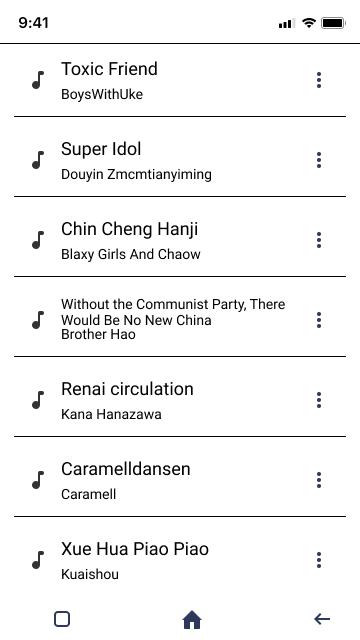 9:41
Toxic Friend
BoysWithUke
Super Idol
Douyin Zmcmtianyiming
Chin Cheng Hanji
Blaxy Girls And Chaow
Without the Communist Party, There
Would Be No New China
Brother Hao
Renai circulation
Kana Hanazawa
Caramelldansen
Caramell
Xue Hua Piao Piao
Kuaishou